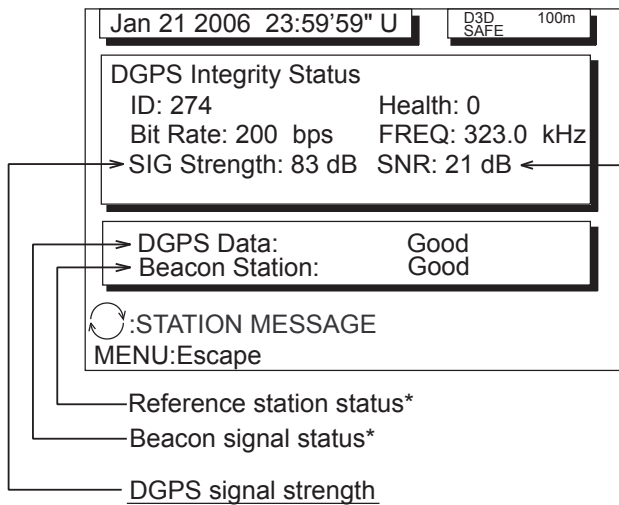 Jan 21 2006 23:59'59" U
D3D 100m
SAFE
DGPS Integrity Status
ID: 274 Health: 0
Bit Rate: 200 bps FREQ: 323.0 kHz
SIG Strength: 83 dB SNR: 21 dB
DGPS Data: Good
Beacon Station: Good
:STATION MESSAGE
MENU:Escape
Reference station status*
Beacon signal status*
DGPS signal strength